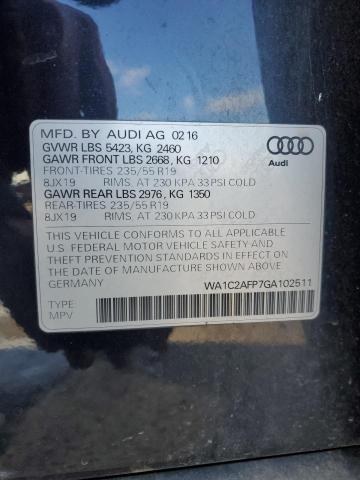 MFD. BY AUDI AG 02 16
GVWR LBS 5423, KG 2460
GAWR FRONT LBS 2668, KG 1210
FRONT-TIRES 235/55 R19
8JX19 RIMS, AT 230 KPA 33 PSI COLD
GAWR REAR LBS 2976, KG 1350
REAR-TIRES 235/55 R19
8JX19 RIMS, AT 230 KPA 33 PSI COLD
Audi
THIS VEHICLE CONFORMS TO ALL APPLICABLE
U.S. FEDERAL MOTOR VEHICLE SAFETY AND
THEFT PREVENTION STANDARDS IN EFFECT ON
THE DATE OF MANUFACTURE SHOWN ABOVE.
GERMANY
WA1C2AFP7GA102511
TYPE:
MPV